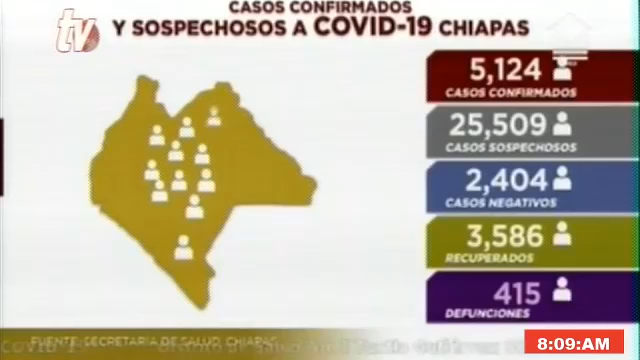 CASOS CONFIRMADOS
Y SOSPECHOSOS A COVID-19 CHIAPAS
tv
5,124
CASOS CONFIRMADOS
25,509
CASOS SOSPECHOSOS
2,404
CASOS NEGATIVOS
3,586
RECUPERADOS
415
DEFUNCIONES
FUENTE: SECRETARÍA DE SALUD, CHIAPAS
8:09:AM